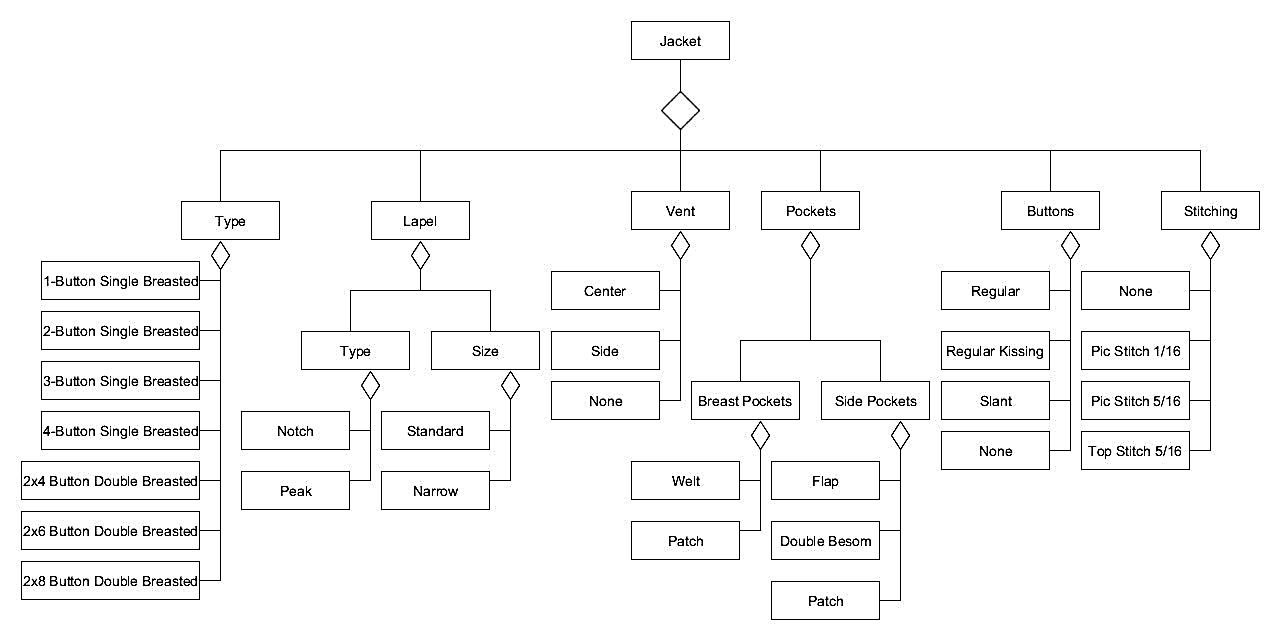 Jacket
Type
Lapel
Vent
Pockets
Buttons
Stitching
1-Button Single Breasted
2-Button Single Breasted
3-Button Single Breasted
4-Button Single Breasted
2x4 Button Double Breasted
2x6 Button Double Breasted
2x8 Button Double Breasted
Type
Size
Notch
Peak
Standard
Narrow
Center
Side
None
Breast Pockets
Side Pockets
Welt
Patch
Flap
Double Besom
Patch
Regular
Regular Kissing
Slant
None
None
Pic Stitch 1/16
Pic Stitch 5/16
Top Stitch 5/16